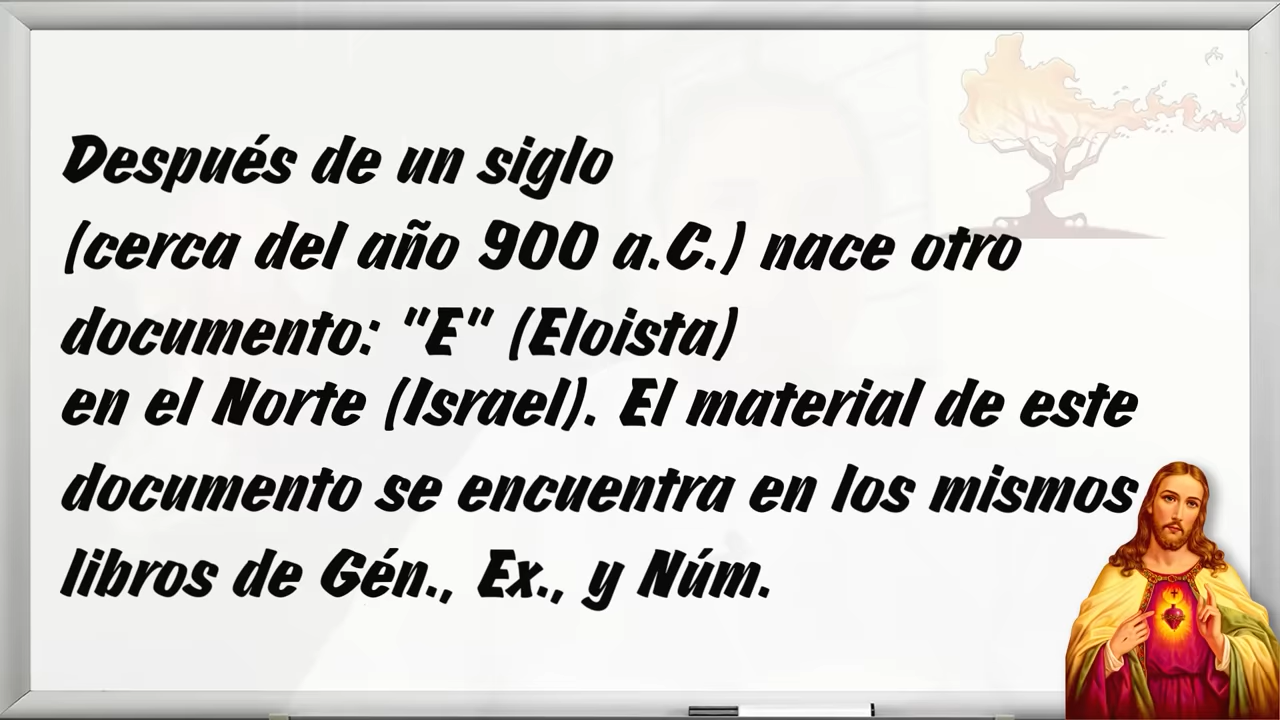 Después de un siglo
(cerca del año 900 a.C.) nace otro
documento: "E" (Eloista)
en el Norte (Israel). El material de este
documento se encuentra en los mismos
libros de Gén., Ex., y Núm.